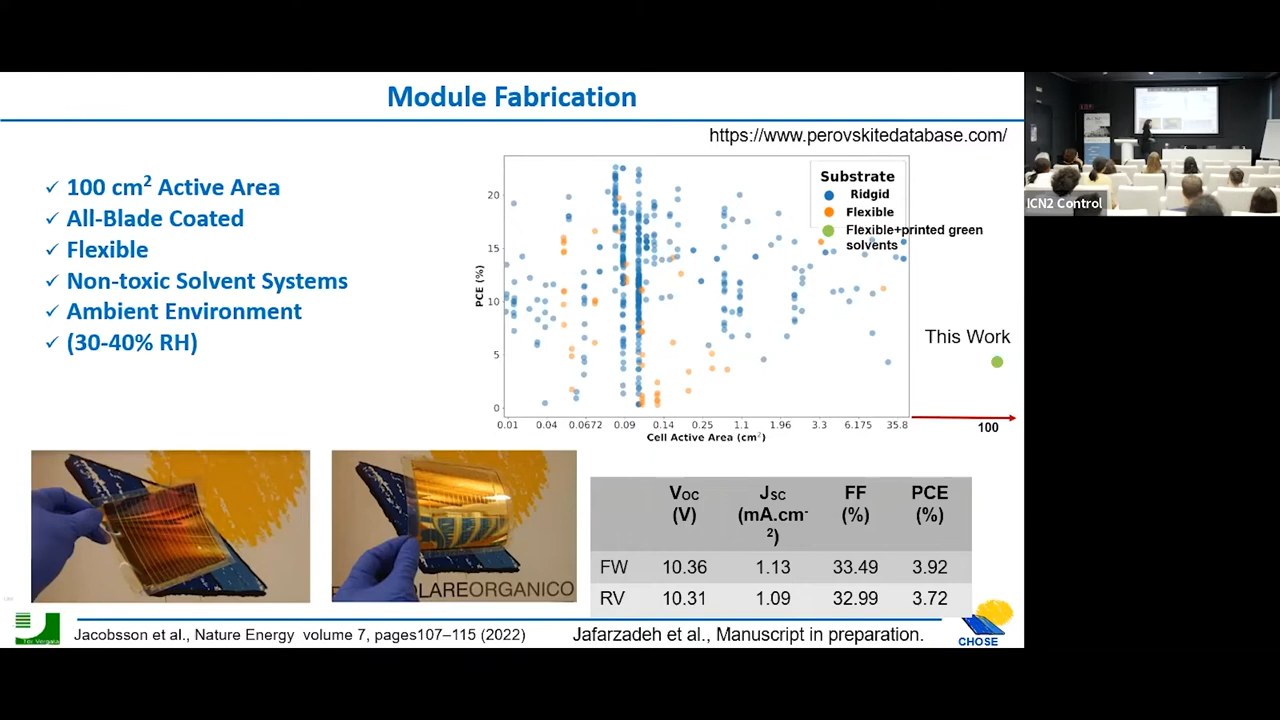 Module Fabrication
https://www.perovskitedatabase.com/
✓ 100 cm² Active Area
✓ All-Blade Coated
✓ Flexible
✓ Non-toxic Solvent Systems
✓ Ambient Environment
✓ (30-40% RH)
PCE (%)
20
15
10
5
0
Substrate
Ridgid
Flexible
Flexible+printed green
solvents
This Work
0.01 0.04 0.0672 0.09 0.14 0.25 1.1 1.96 3.3 6.175 35.8
100
Cell Active Area (cm²)
LAREORGANICO
VOC JSC FF PCE
(V) (mA.cm- (%) (%)
2)
FW 10.36 1.13 33.49 3.92
RV 10.31 1.09 32.99 3.72
Tor Vergata
Jacobsson et al., Nature Energy volume 7, pages107–115 (2022)
Jafarzadeh et al., Manuscript in preparation.
CHOSE
ICN2 Control